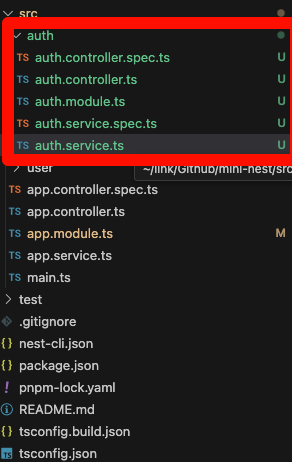 src
auth
TS auth.controller.spec.ts U
TS auth.controller.ts U
TS auth.module.ts U
TS auth.service.spec.ts U
TS auth.service.ts U
user
~/link/Github/mini-nest/src
TS app.controller.spec.ts
TS app.controller.ts
TS app.module.ts M
TS app.service.ts
TS main.ts
test
.gitignore
{} nest-cli.json
{} package.json
! pnpm-lock.yaml
README.md
{} tsconfig.build.json
TS tsconfig.json